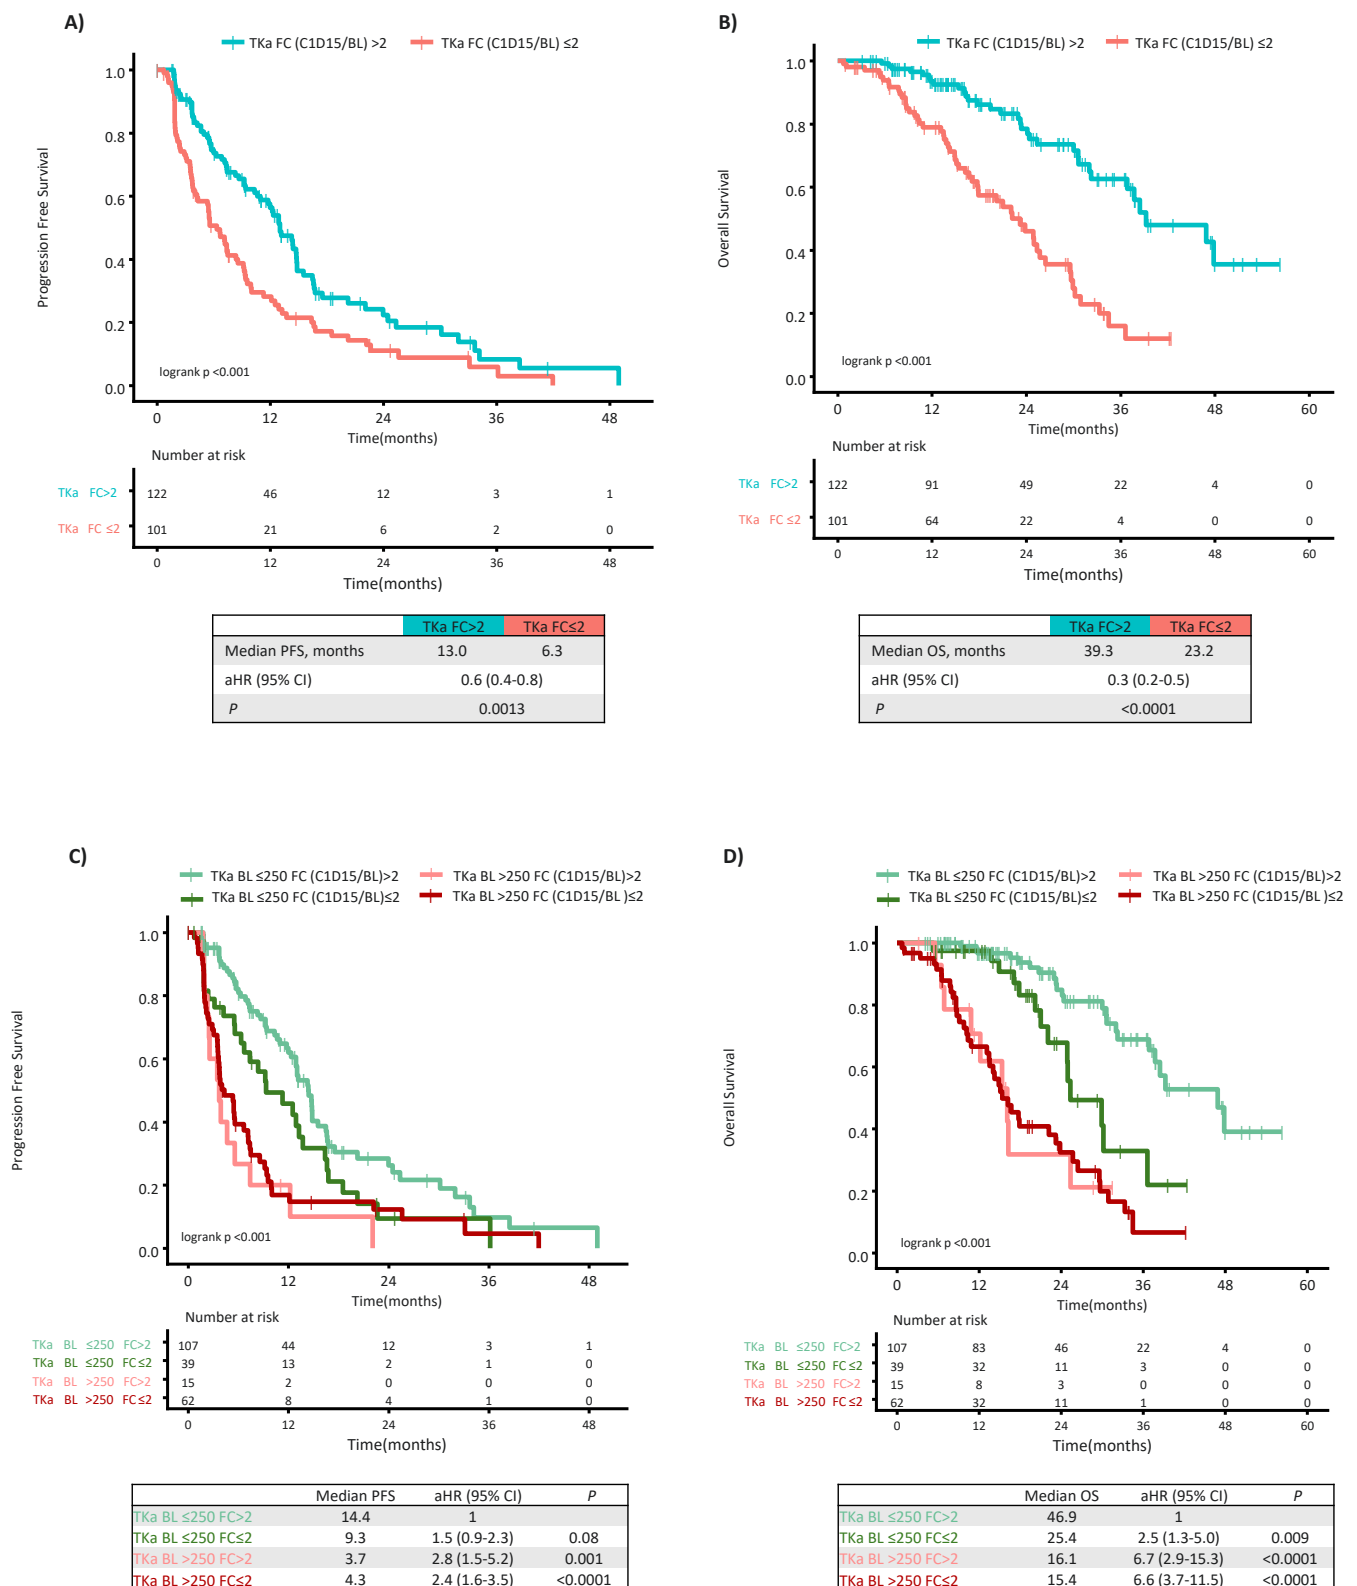 A)
TKa FC (C1D15/BL) >2 TKa FC (C1D15/BL) ≤2
Progression Free Survival
1.0
0.8
0.6
0.4
0.2
0.0
logrank p <0.001
0 12 24 36 48
Time(months)
Number at risk
TKa FC>2 122 46 12 3 1
TKa FC ≤2 101 21 6 2 0
0 12 24 36 48
Time(months)
TKa FC>2 TKa FC≤2
Median PFS, months 13.0 6.3
aHR (95% CI) 0.6 (0.4-0.8)
P 0.0013
B)
TKa FC (C1D15/BL) >2 TKa FC (C1D15/BL) ≤2
Overall Survival
1.0
0.8
0.6
0.4
0.2
0.0
logrank p <0.001
0 12 24 36 48 60
Time(months)
Number at risk
TKa FC>2 122 91 49 22 4 0
TKa FC ≤2 101 64 22 4 0 0
0 12 24 36 48 60
Time(months)
TKa FC>2 TKa FC≤2
Median OS, months 39.3 23.2
aHR (95% CI) 0.3 (0.2-0.5)
P <0.0001
C)
TKa BL ≤250 FC (C1D15/BL)>2 TKa BL >250 FC (C1D15/BL)>2
TKa BL ≤250 FC (C1D15/BL)≤2 TKa BL >250 FC (C1D15/BL )≤2
Progression Free Survival
1.0
0.8
0.6
0.4
0.2
0.0
logrank p <0.001
0 12 24 36 48
Time(months)
Number at risk
TKa BL ≤250 FC>2 107 44 12 3 1
TKa BL ≤250 FC≤2 39 13 2 1 0
TKa BL >250 FC>2 15 2 0 0 0
TKa BL >250 FC≤2 62 8 4 1 0
0 12 24 36 48
Time(months)
Median PFS aHR (95% CI) P
TKa BL ≤250 FC>2 14.4 1
TKa BL ≤250 FC≤2 9.3 1.5 (0.9-2.3) 0.08
TKa BL >250 FC>2 3.7 2.8 (1.5-5.2) 0.001
TKa BL >250 FC≤2 4.3 2.4 (1.6-3.5) <0.0001
D)
TKa BL ≤250 FC (C1D15/BL)>2 TKa BL >250 FC (C1D15/BL)>2
TKa BL ≤250 FC (C1D15/BL)≤2 TKa BL >250 FC (C1D15/BL)≤2
Overall Survival
1.0
0.8
0.6
0.4
0.2
0.0
logrank p <0.001
0 12 24 36 48 60
Time(months)
Number at risk
TKa BL ≤250 FC>2 107 83 46 22 4 0
TKa BL ≤250 FC≤2 39 32 11 3 0 0
TKa BL >250 FC>2 15 8 3 0 0 0
TKa BL >250 FC≤2 62 32 11 1 0 0
0 12 24 36 48 60
Time(months)
Median OS aHR (95% CI) P
TKa BL ≤250 FC>2 46.9 1
TKa BL ≤250 FC≤2 25.4 2.5 (1.3-5.0) 0.009
TKa BL >250 FC>2 16.1 6.7 (2.9-15.3) <0.0001
TKa BL >250 FC≤2 15.4 6.6 (3.7-11.5) <0.0001